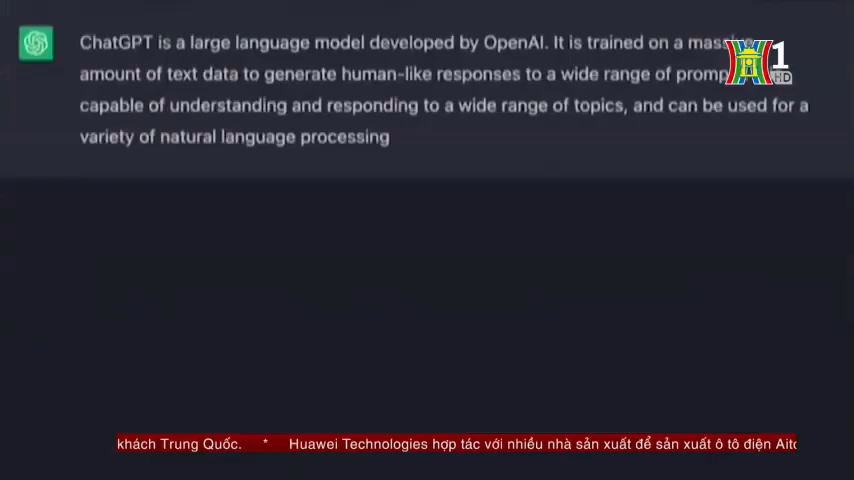 ChatGPT is a large language model developed by OpenAI. It is trained on a
amount of text data to generate human-like responses to a wide range of
capable of understanding and responding to a wide range of topics, and can be used for a
variety of natural language processing
1
HD
khách Trung Quốc. * Huawei Technologies hợp tác với nhiều nhà sản xuất để sản xuất ô tô điện